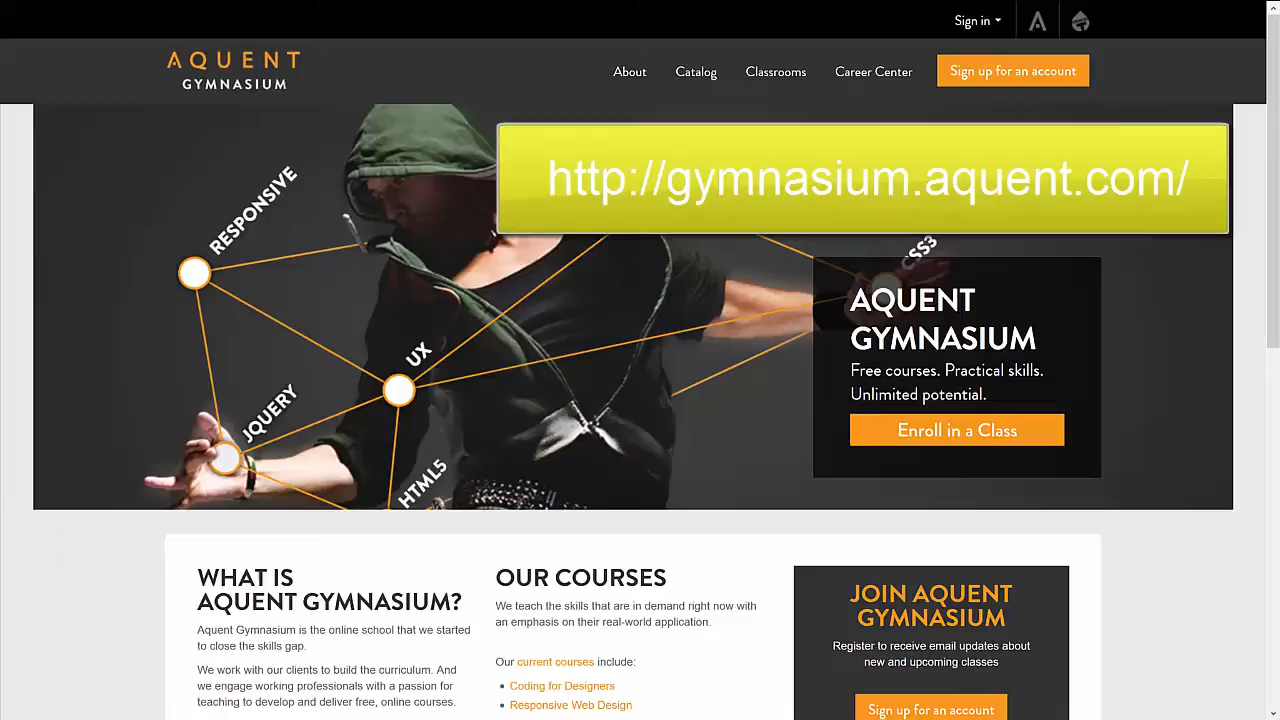 Sign in
AQUENT
GYMNASIUM
About
Catalog
Classrooms
Career Center
Sign up for an account
http://gymnasium.aquent.com/
RESPONSIVE
UX
JQUERY
HTML5
CSS3
AQUENT
GYMNASIUM
Free courses. Practical skills.
Unlimited potential.
Enroll in a Class
WHAT IS
AQUENT GYMNASIUM?
Aquent Gymnasium is the online school that we started
to close the skills gap.
We work with our clients to build the curriculum. And
we engage working professionals with a passion for
teaching to develop and deliver free, online courses.
OUR COURSES
We teach the skills that are in demand right now with
an emphasis on their real-world application.
Our current courses include:
• Coding for Designers
• Responsive Web Design
JOIN AQUENT
GYMNASIUM
Register to receive email updates about
new and upcoming classes
Sign up for an account